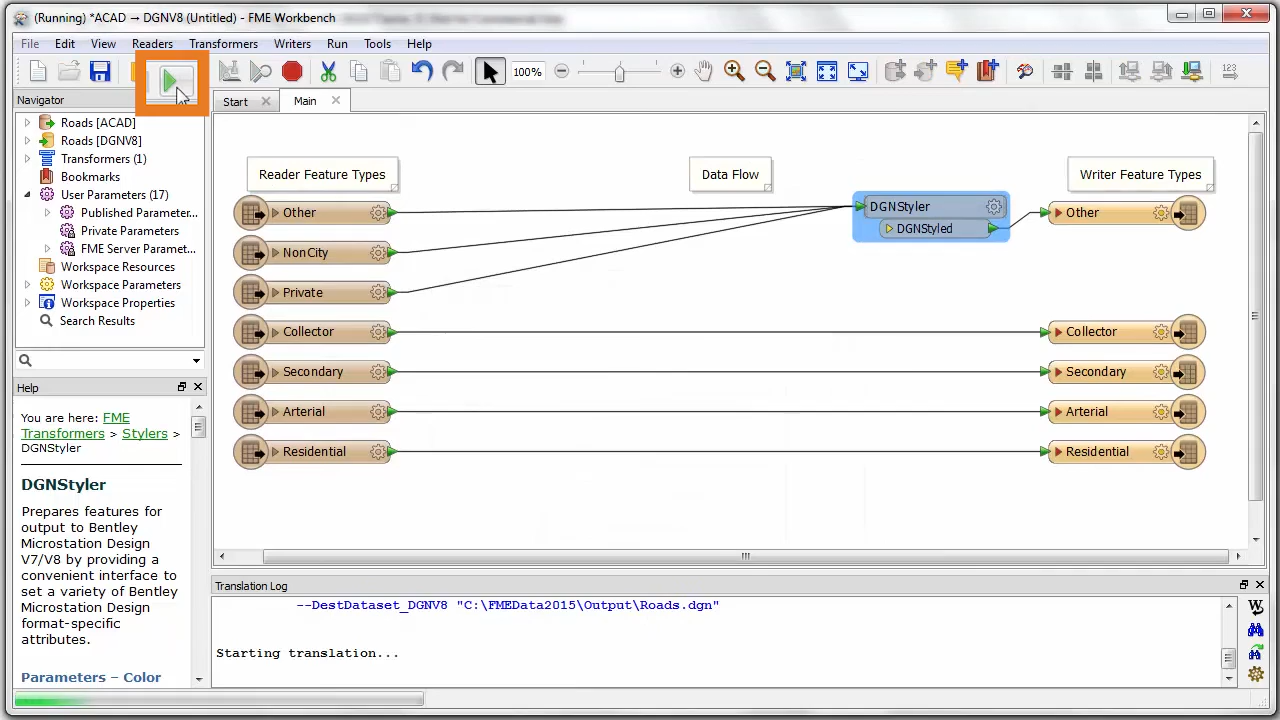 (Running) *ACAD → DGNV8 (Untitled) - FME Workbench
File Edit View Readers Transformers Writers Run Tools Help
100%
123
Navigator
Start
Main
Roads [ACAD]
Roads [DGNV8]
Transformers (1)
Bookmarks
User Parameters (17)
Published Parameter...
Private Parameters
FME Server Paramet...
Workspace Resources
Workspace Parameters
Workspace Properties
Search Results
Help
You are here: FME
Transformers > Stylers >
DGNStyler
DGNStyler
Prepares features for
output to Bentley
Microstation Design
V7/V8 by providing a
convenient interface to
set a variety of Bentley
Microstation Design
format-specific
attributes.
Parameters – Color
Reader Feature Types
Data Flow
Writer Feature Types
Other
NonCity
Private
Collector
Secondary
Arterial
Residential
DGNStyler
DGNStyled
Other
Collector
Secondary
Arterial
Residential
Translation Log
--DestDataset_DGNV8 "C:\FMEData2015\Output\Roads.dgn"
Starting translation...